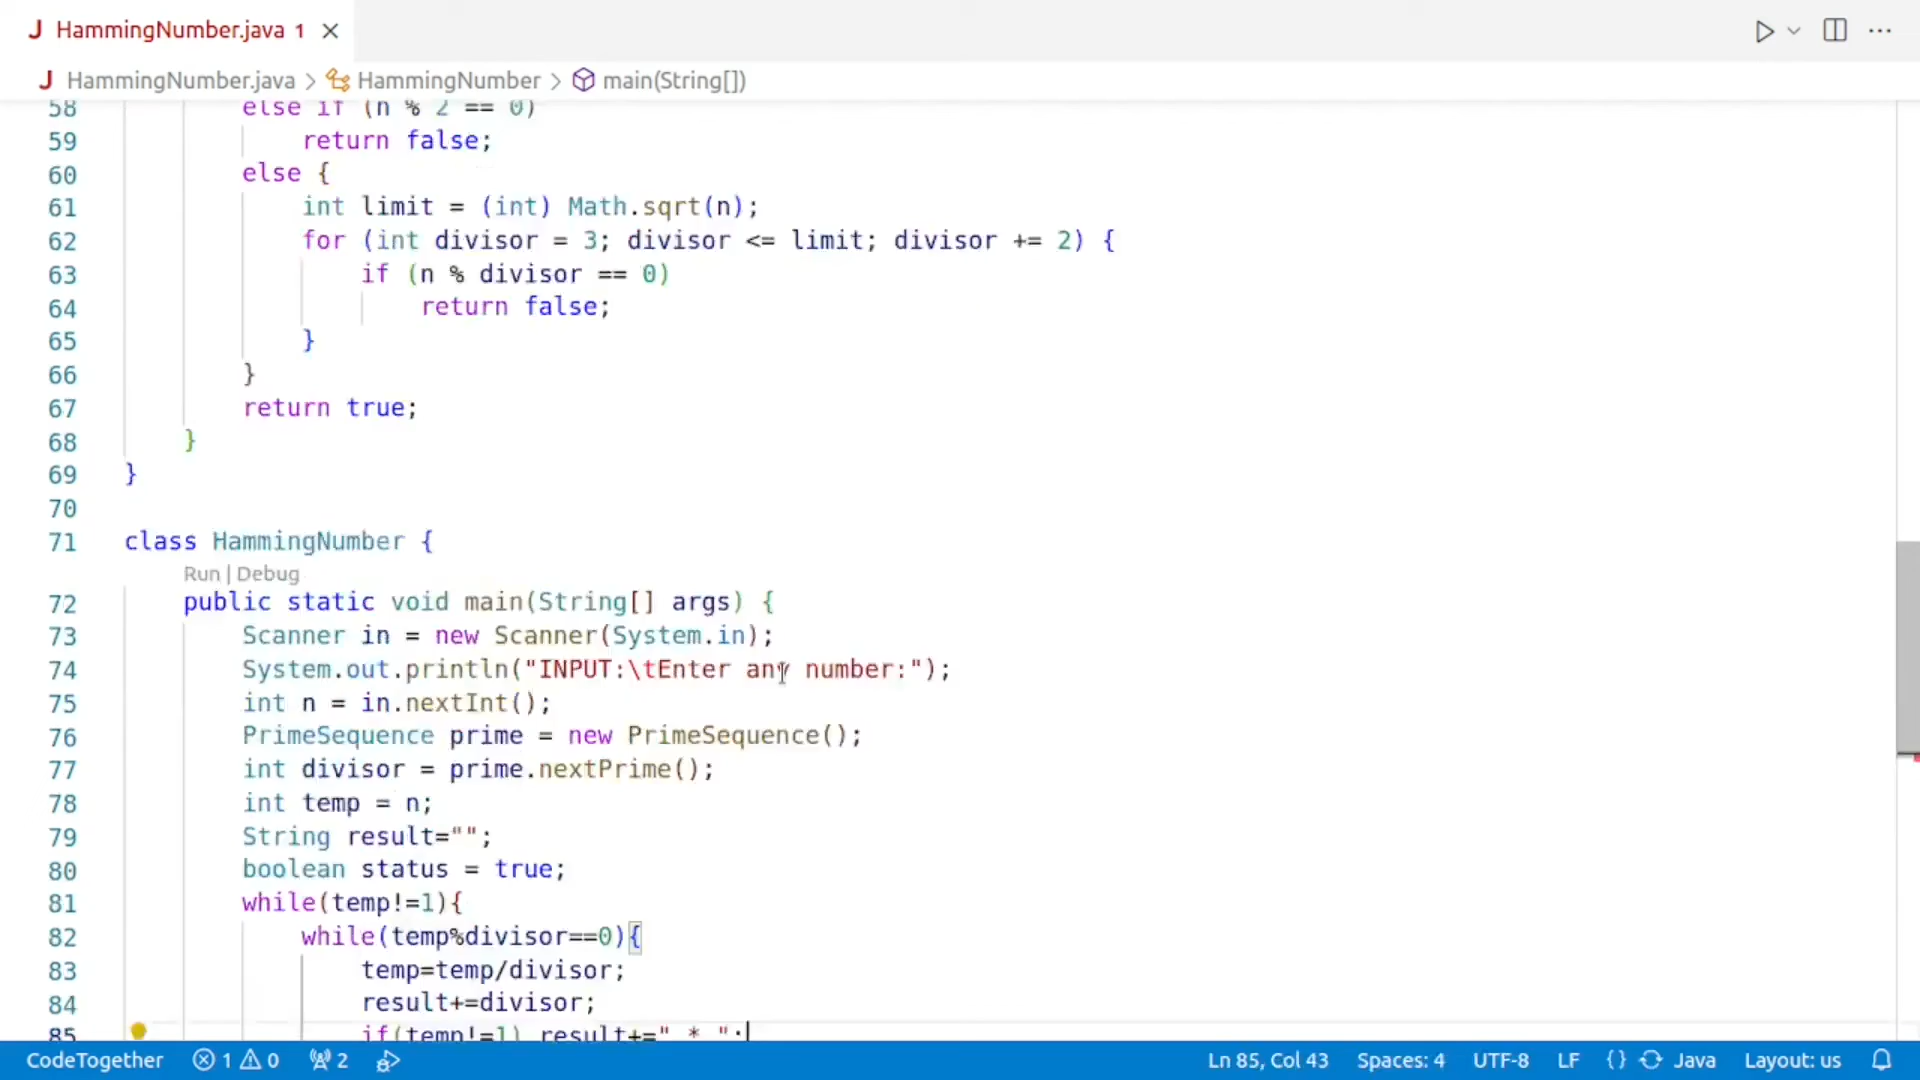 J HammingNumber.java 1
J HammingNumber.java > HammingNumber > main(String[])
58 else if (n % 2 == 0)
59 return false;
60 else {
61 int limit = (int) Math.sqrt(n);
62 for (int divisor = 3; divisor <= limit; divisor += 2) {
63 if (n % divisor == 0)
64 return false;
65 }
66 }
67 return true;
68 }
69 }
70
71 class HammingNumber {
Run | Debug
72 public static void main(String[] args) {
73 Scanner in = new Scanner(System.in);
74 System.out.println("INPUT:\tEnter any number:");
75 int n = in.nextInt();
76 PrimeSequence prime = new PrimeSequence();
77 int divisor = prime.nextPrime();
78 int temp = n;
79 String result="";
80 boolean status = true;
81 while(temp!=1){
82 while(temp%divisor==0){
83 temp=temp/divisor;
84 result+=divisor;
85 if(temp!=1) result+=" * ";
CodeTogether 1 0 2 Ln 85, Col 43 Spaces: 4 UTF-8 LF {} Java Layout: us